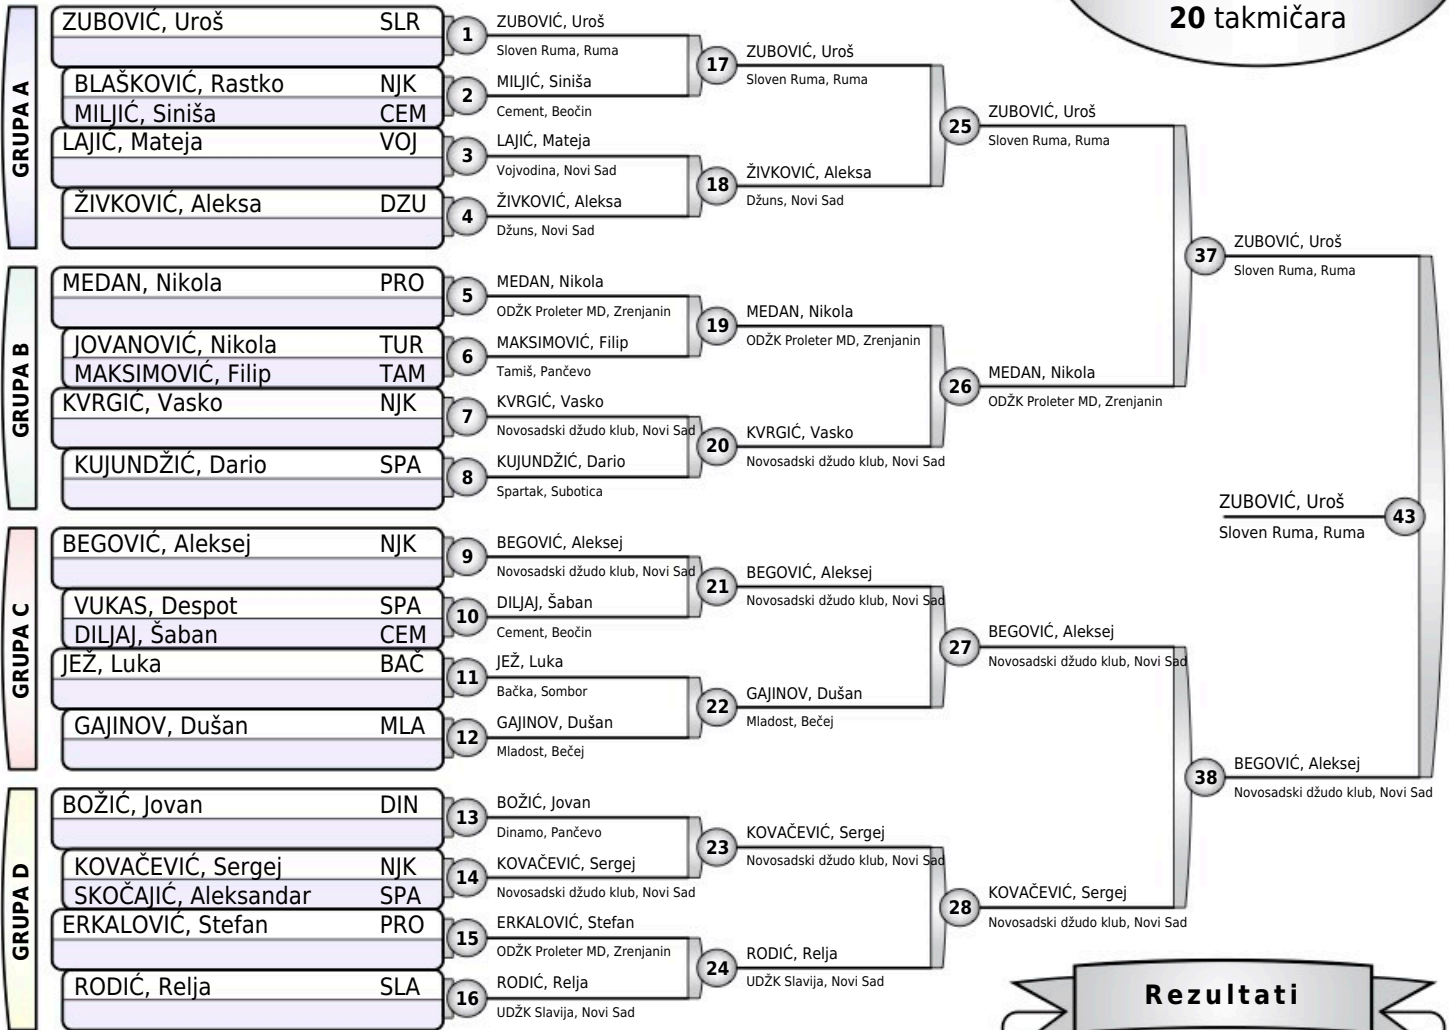 20 takmičara
GRUPA A
ZUBOVIĆ, Uroš SLR
BLAŠKOVIĆ, Rastko NJK
MILJIĆ, Siniša CEM
LAJIĆ, Mateja VOJ
ŽIVKOVIĆ, Aleksa DZU
GRUPA B
MEDAN, Nikola PRO
JOVANOVIĆ, Nikola TUR
MAKSIMOVIĆ, Filip TAM
KVRGIĆ, Vasko NJK
KUJUNDŽIĆ, Dario SPA
GRUPA C
BEGOVIĆ, Aleksej NJK
VUKAS, Despot SPA
DILJAJ, Šaban CEM
JEŽ, Luka BAČ
GAJINOV, Dušan MLA
GRUPA D
BOŽIĆ, Jovan DIN
KOVAČEVIĆ, Sergej NJK
SKOČAJIĆ, Aleksandar SPA
ERKALOVIĆ, Stefan PRO
RODIĆ, Relja SLA
1
ZUBOVIĆ, Uroš
Sloven Ruma, Ruma
2
MILJIĆ, Siniša
Cement, Beočin
3
LAJIĆ, Mateja
Vojvodina, Novi Sad
4
ŽIVKOVIĆ, Aleksa
Džuns, Novi Sad
5
MEDAN, Nikola
ODŽK Proleter MD, Zrenjanin
6
MAKSIMOVIĆ, Filip
Tamiš, Pančevo
7
KVRGIĆ, Vasko
Novosadski džudo klub, Novi Sad
8
KUJUNDŽIĆ, Dario
Spartak, Subotica
9
BEGOVIĆ, Aleksej
Novosadski džudo klub, Novi Sad
10
DILJAJ, Šaban
Cement, Beočin
11
JEŽ, Luka
Bačka, Sombor
12
GAJINOV, Dušan
Mladost, Bečej
13
BOŽIĆ, Jovan
Dinamo, Pančevo
14
KOVAČEVIĆ, Sergej
Novosadski džudo klub, Novi Sad
15
ERKALOVIĆ, Stefan
ODŽK Proleter MD, Zrenjanin
16
RODIĆ, Relja
UDŽK Slavija, Novi Sad
17
ZUBOVIĆ, Uroš
Sloven Ruma, Ruma
18
ŽIVKOVIĆ, Aleksa
Džuns, Novi Sad
19
MEDAN, Nikola
ODŽK Proleter MD, Zrenjanin
20
KVRGIĆ, Vasko
Novosadski džudo klub, Novi Sad
21
BEGOVIĆ, Aleksej
Novosadski džudo klub, Novi Sad
22
GAJINOV, Dušan
Mladost, Bečej
23
KOVAČEVIĆ, Sergej
Novosadski džudo klub, Novi Sad
24
RODIĆ, Relja
UDŽK Slavija, Novi Sad
25
ZUBOVIĆ, Uroš
Sloven Ruma, Ruma
26
MEDAN, Nikola
ODŽK Proleter MD, Zrenjanin
27
BEGOVIĆ, Aleksej
Novosadski džudo klub, Novi Sad
28
KOVAČEVIĆ, Sergej
Novosadski džudo klub, Novi Sad
37
ZUBOVIĆ, Uroš
Sloven Ruma, Ruma
38
BEGOVIĆ, Aleksej
Novosadski džudo klub, Novi Sad
ZUBOVIĆ, Uroš
Sloven Ruma, Ruma
43
Rezultati